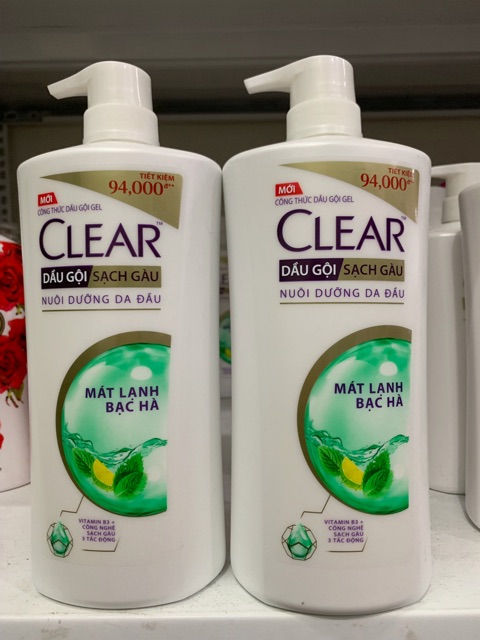 TIẾT KIỆM
94,000đ**
MỚI
CÔNG THỨC DẦU GỘI GEL
CLEAR™
DẦU GỘI SẠCH GÀU
NUÔI DƯỠNG DA ĐẦU
MÁT LẠNH
BẠC HÀ
VITAMIN B3 +
CÔNG NGHỆ
SẠCH GÀU
3 TÁC ĐỘNG
TIẾT KIỆM
94,000đ**
MỚI
CÔNG THỨC DẦU GỘI GEL
CLEAR™
DẦU GỘI SẠCH GÀU
NUÔI DƯỠNG DA ĐẦU
MÁT LẠNH
BẠC HÀ
VITAMIN B3 +
CÔNG NGHỆ
SẠCH GÀU
3 TÁC ĐỘNG